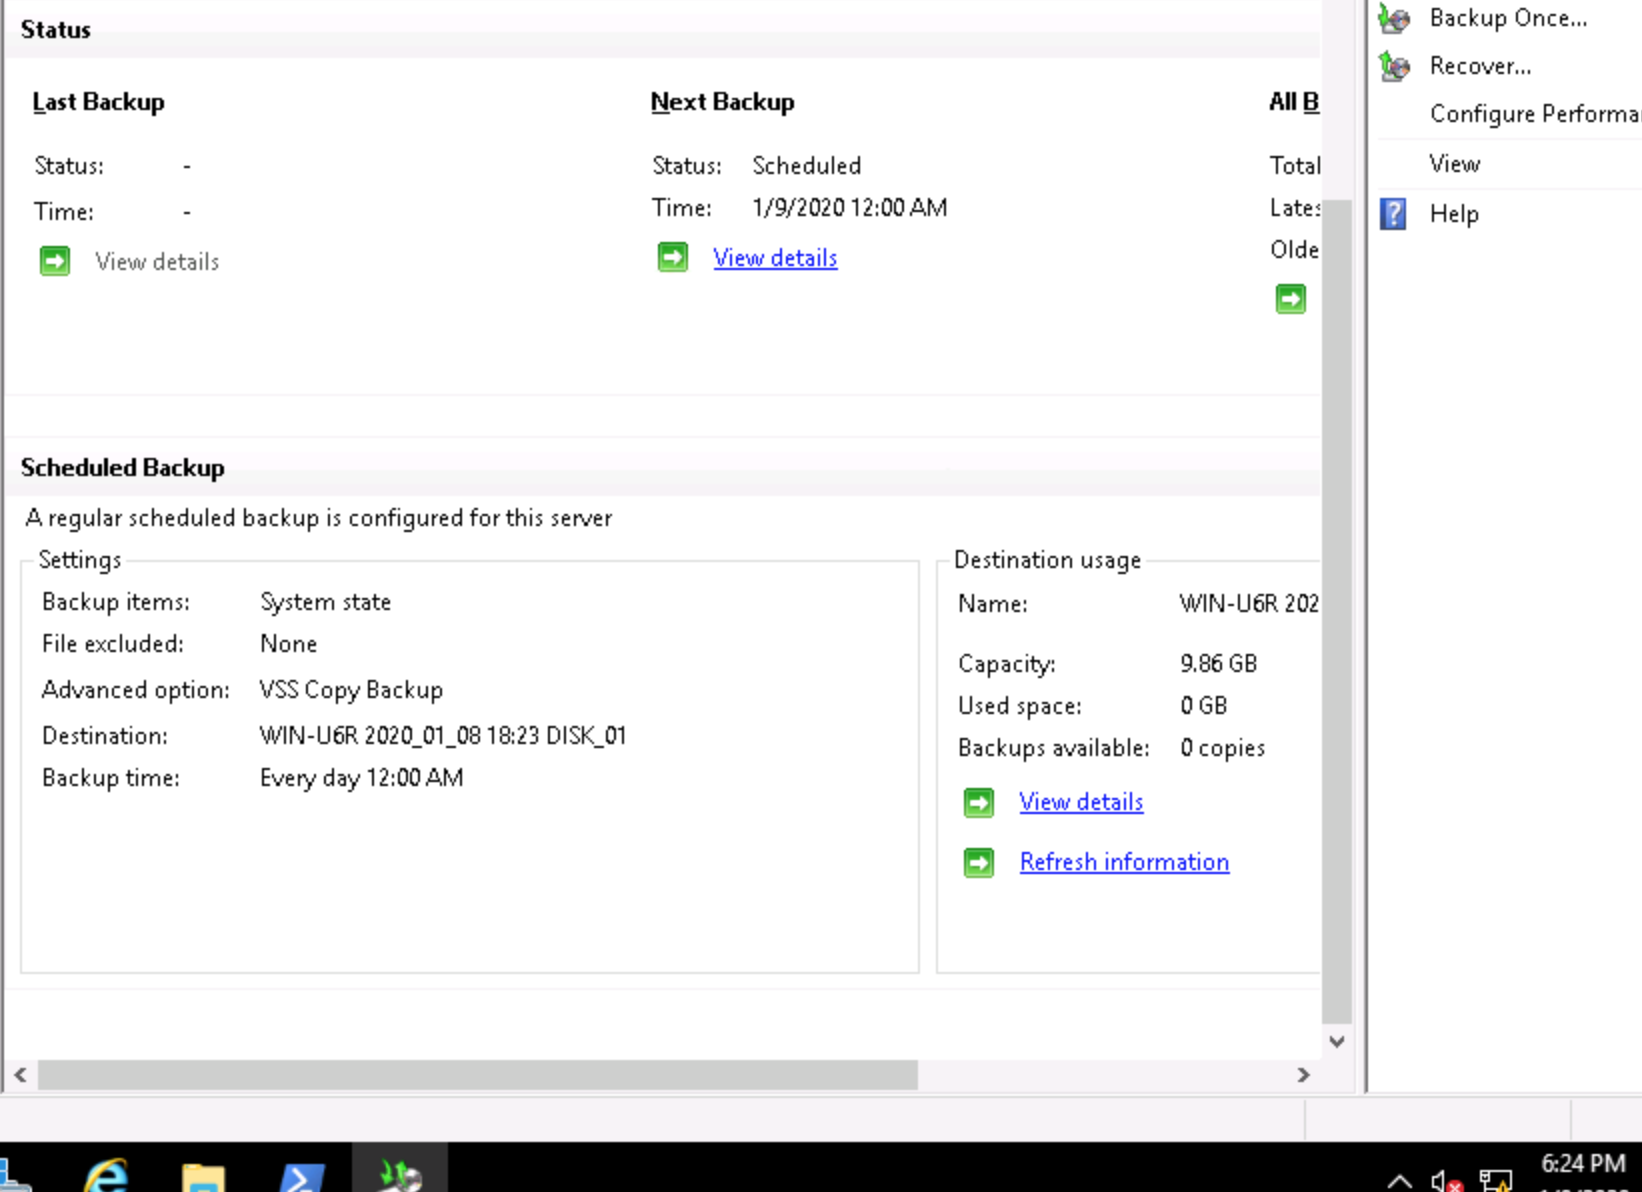 Status
Last Backup
Status: -
Time: -
View details
Next Backup
Status: Scheduled
Time: 1/9/2020 12:00 AM
View details
All B
Total
Olde
Scheduled Backup
A regular scheduled backup is configured for this server
Settings
Backup items: System state
File excluded: None
Advanced option: VSS Copy Backup
Destination: WIN-U6R 2020_01_08 18:23 DISK_01
Backup time: Every day 12:00 AM
Destination usage
Name: WIN-U6R 202
Capacity: 9.86 GB
Used space: 0 GB
Backups available: 0 copies
View details
Refresh information
Backup Once...
Recover...
Configure Performa
View
Help
6:24 PM